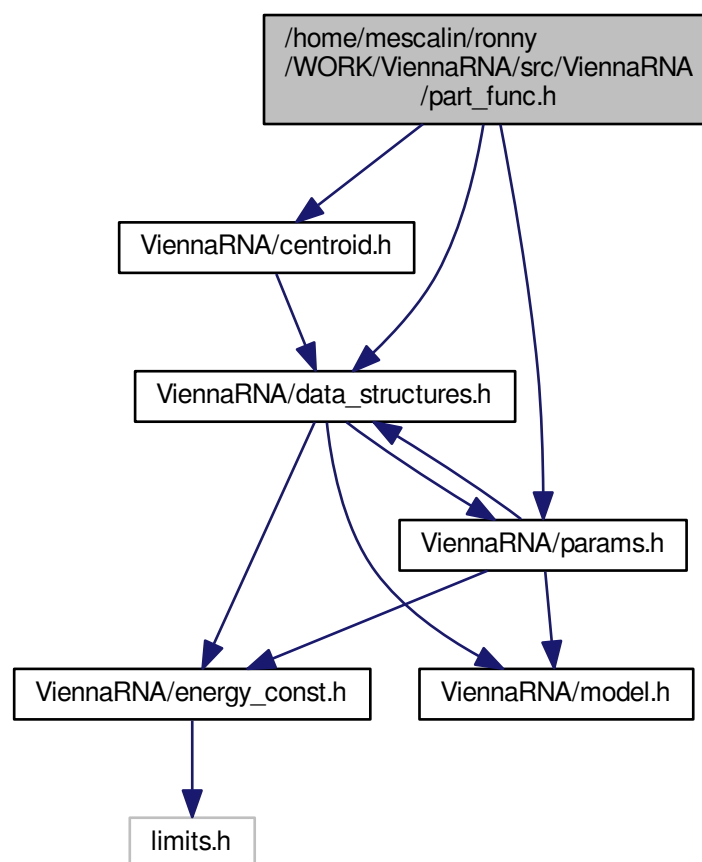 /home/mescalin/ronny
/WORK/ViennaRNA/src/ViennaRNA
/part_func.h
ViennaRNA/centroid.h
ViennaRNA/data_structures.h
ViennaRNA/params.h
ViennaRNA/energy_const.h
ViennaRNA/model.h
limits.h